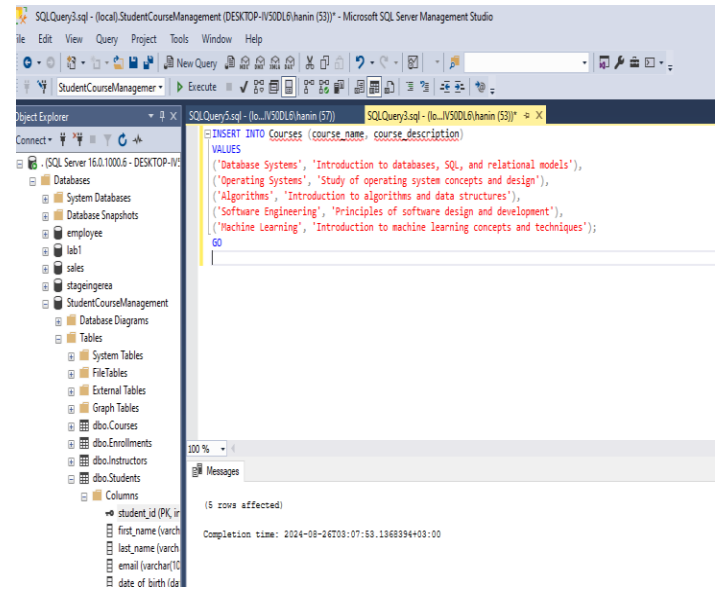 SQLQuery3.sql - (local).StudentCourseManagement (DESKTOP-IV50DL6\hanin (53))* - Microsoft SQL Server Management Studio
File Edit View Query Project Tools Window Help
New Query
StudentCourseManagemer Execute
Object Explorer
Connect
. (SQL Server 16.0.1000.6 - DESKTOP-IV5
Databases
System Databases
Database Snapshots
employee
lab1
sales
stageingerea
StudentCourseManagement
Database Diagrams
Tables
System Tables
FileTables
External Tables
Graph Tables
dbo.Courses
dbo.Enrollments
dbo.Instructors
dbo.Students
Columns
student_id (PK, in
first_name (varch
last_name (varch
email (varchar(10
date of birth (da
SQLQuery5.sql - (lo...IV50DL6\hanin (57)) SQLQuery3.sql - (lo...IV50DL6\hanin (53))*
INSERT INTO Courses (course_name, course_description)
VALUES
('Database Systems', 'Introduction to databases, SQL, and relational models'),
('Operating Systems', 'Study of operating system concepts and design'),
('Algorithms', 'Introduction to algorithms and data structures'),
('Software Engineering', 'Principles of software design and development'),
('Machine Learning', 'Introduction to machine learning concepts and techniques');
GO
100 %
Messages
(5 rows affected)
Completion time: 2024-08-26T03:07:53.1368394+03:00